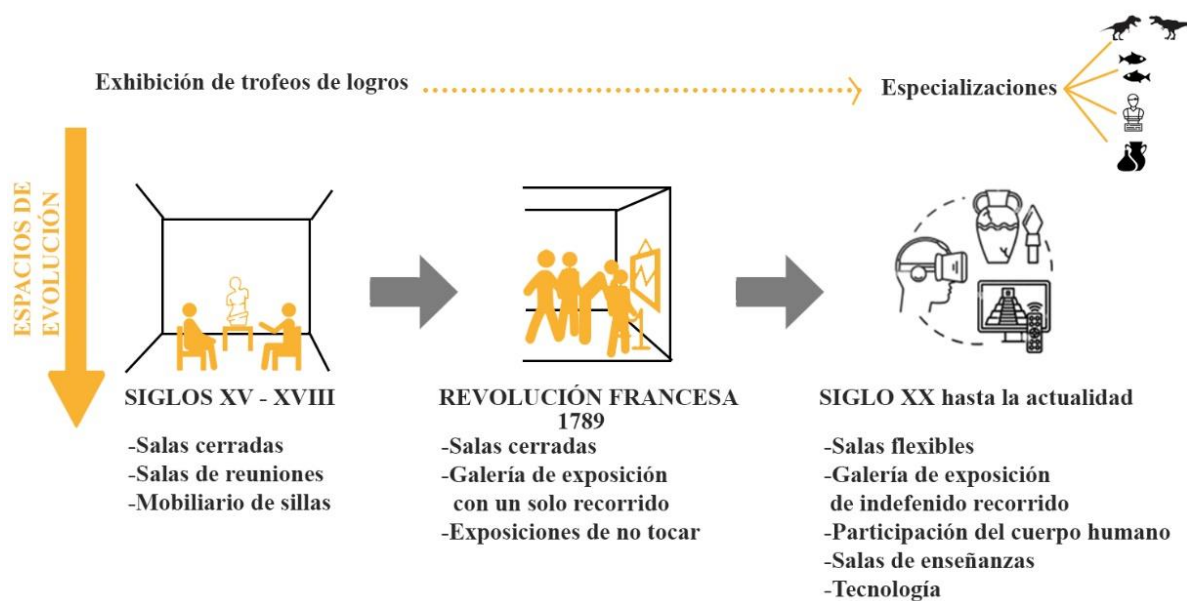 Exhibición de trofeos de logros
Especializaciones
ESPACIOS DE
EVOLUCIÓN
SIGLOS XV - XVIII
-Salas cerradas
-Salas de reuniones
-Mobiliario de sillas
REVOLUCIÓN FRANCESA
1789
-Salas cerradas
-Galería de exposición
con un solo recorrido
-Exposiciones de no tocar
SIGLO XX hasta la actualidad
-Salas flexibles
-Galería de exposición
de indefenido recorrido
-Participación del cuerpo humano
-Salas de enseñanzas
-Tecnología